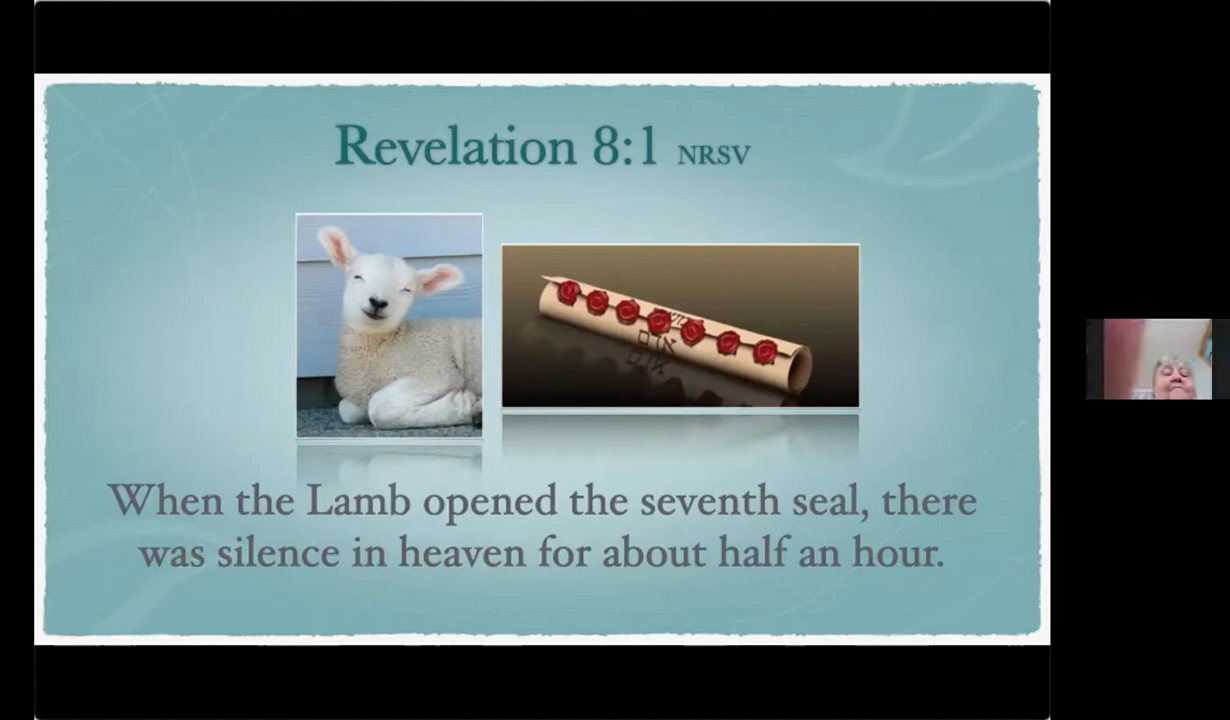 Revelation 8:1 NRSV
When the Lamb opened the seventh seal, there
was silence in heaven for about half an hour.